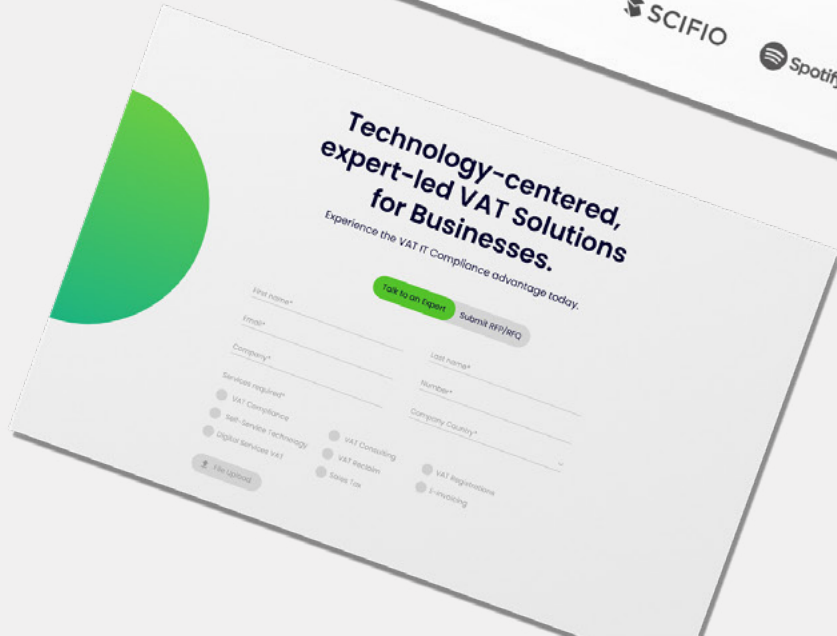 SCIFIO
Spotify
Technology-centered,
expert-led VAT Solutions
for Businesses.
Experience the VAT IT Compliance advantage today.
Talk to an Expert
Submit RFP/RFQ
First name*
Last name*
Email*
Number*
Company*
Company Country*
Services required*
VAT Compliance
VAT Consulting
VAT Registrations
Self-Service Technology
VAT Reclaim
E-invoicing
Digital Services VAT
Sales Tax
File Upload